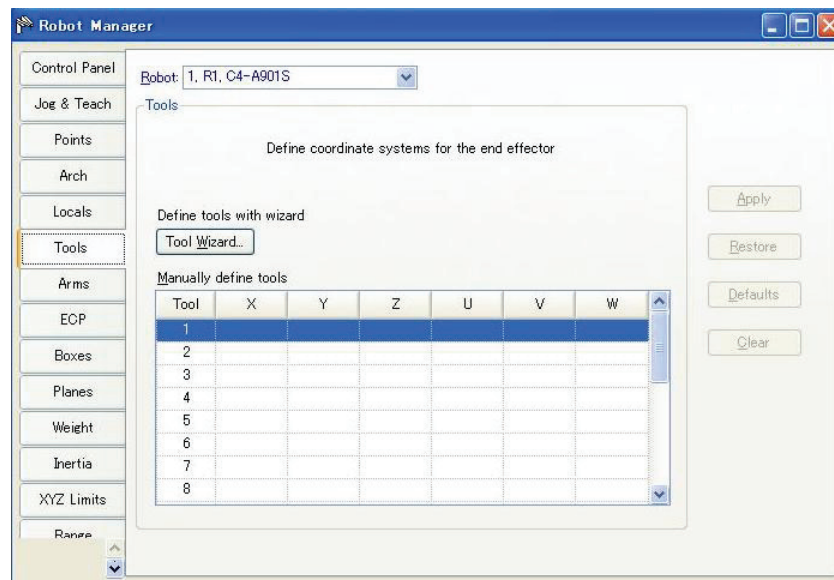 Robot Manager
Control Panel
Jog & Teach
Points
Arch
Locals
Tools
Arms
ECP
Boxes
Planes
Weight
Inertia
XYZ Limits
Range
Robot: 1, R1, C4-A901S
Tools
Define coordinate systems for the end effector
Define tools with wizard
Tool Wizard...
Manually define tools
Tool X Y Z U V W
1
2
3
4
5
6
7
8
Apply
Restore
Defaults
Clear